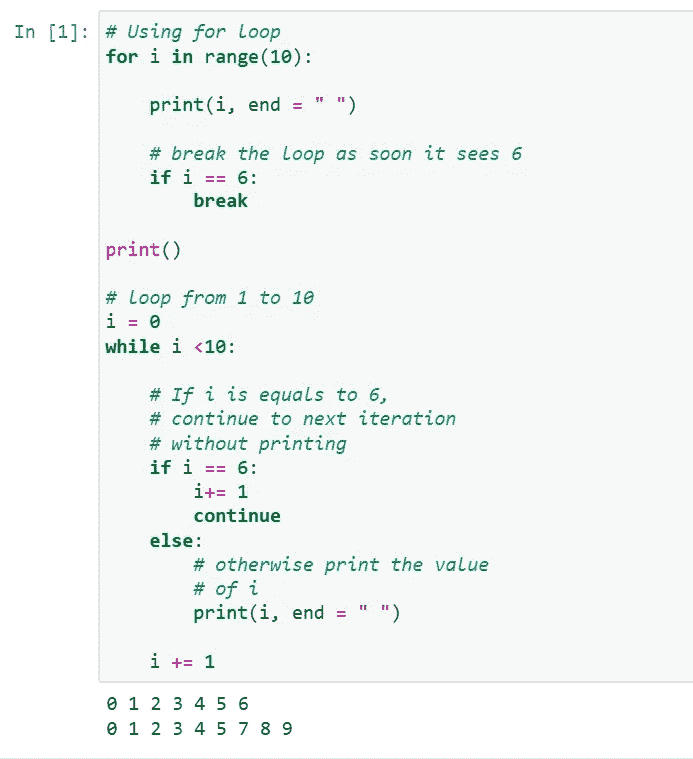 In [1]: # Using for loop
for i in range(10):
    print(i, end = " ")
    # break the loop as soon it sees 6
    if i == 6:
        break
print()
# loop from 1 to 10
i = 0
while i <10:
    # If i is equals to 6,
    # continue to next iteration
    # without printing
    if i == 6:
        i+= 1
        continue
    else:
        # otherwise print the value
        # of i
        print(i, end = " ")
    i += 1
0 1 2 3 4 5 6
0 1 2 3 4 5 7 8 9